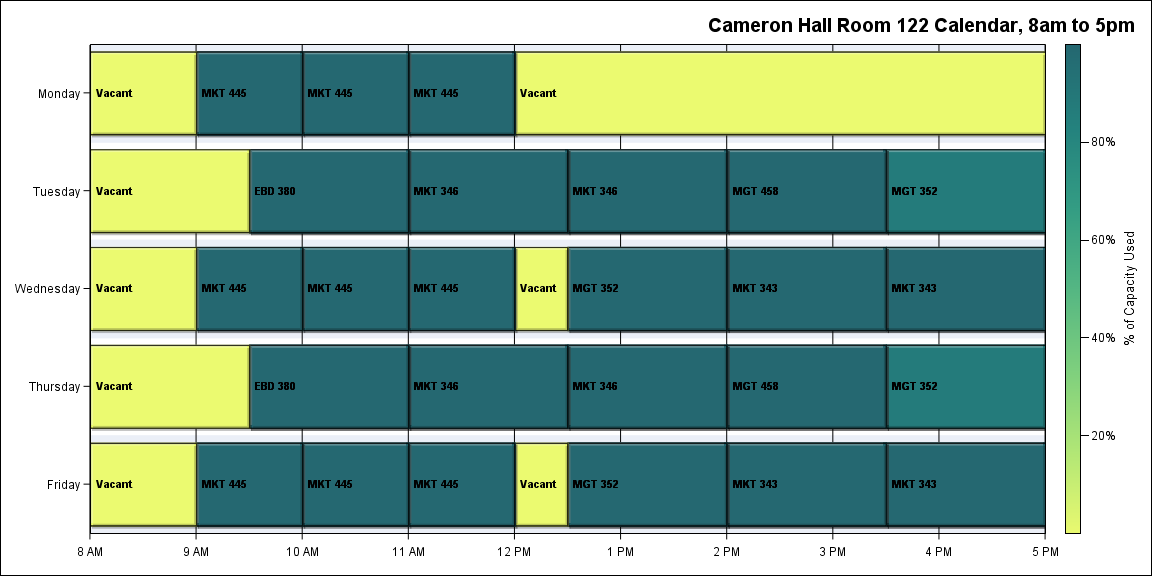 Cameron Hall Room 122 Calendar, 8am to 5pm
Monday Vacant MKT 445 MKT 445 MKT 445 Vacant
80%
Tuesday Vacant EBD 380 MKT 346 MKT 346 MGT 458 MGT 352
60%
% of Capacity Used
Wednesday Vacant MKT 445 MKT 445 MKT 445 Vacant MGT 352 MKT 343 MKT 343
40%
Thursday Vacant EBD 380 MKT 346 MKT 346 MGT 458 MGT 352
20%
Friday Vacant MKT 445 MKT 445 MKT 445 Vacant MGT 352 MKT 343 MKT 343
8 AM 9 AM 10 AM 11 AM 12 PM 1 PM 2 PM 3 PM 4 PM 5 PM